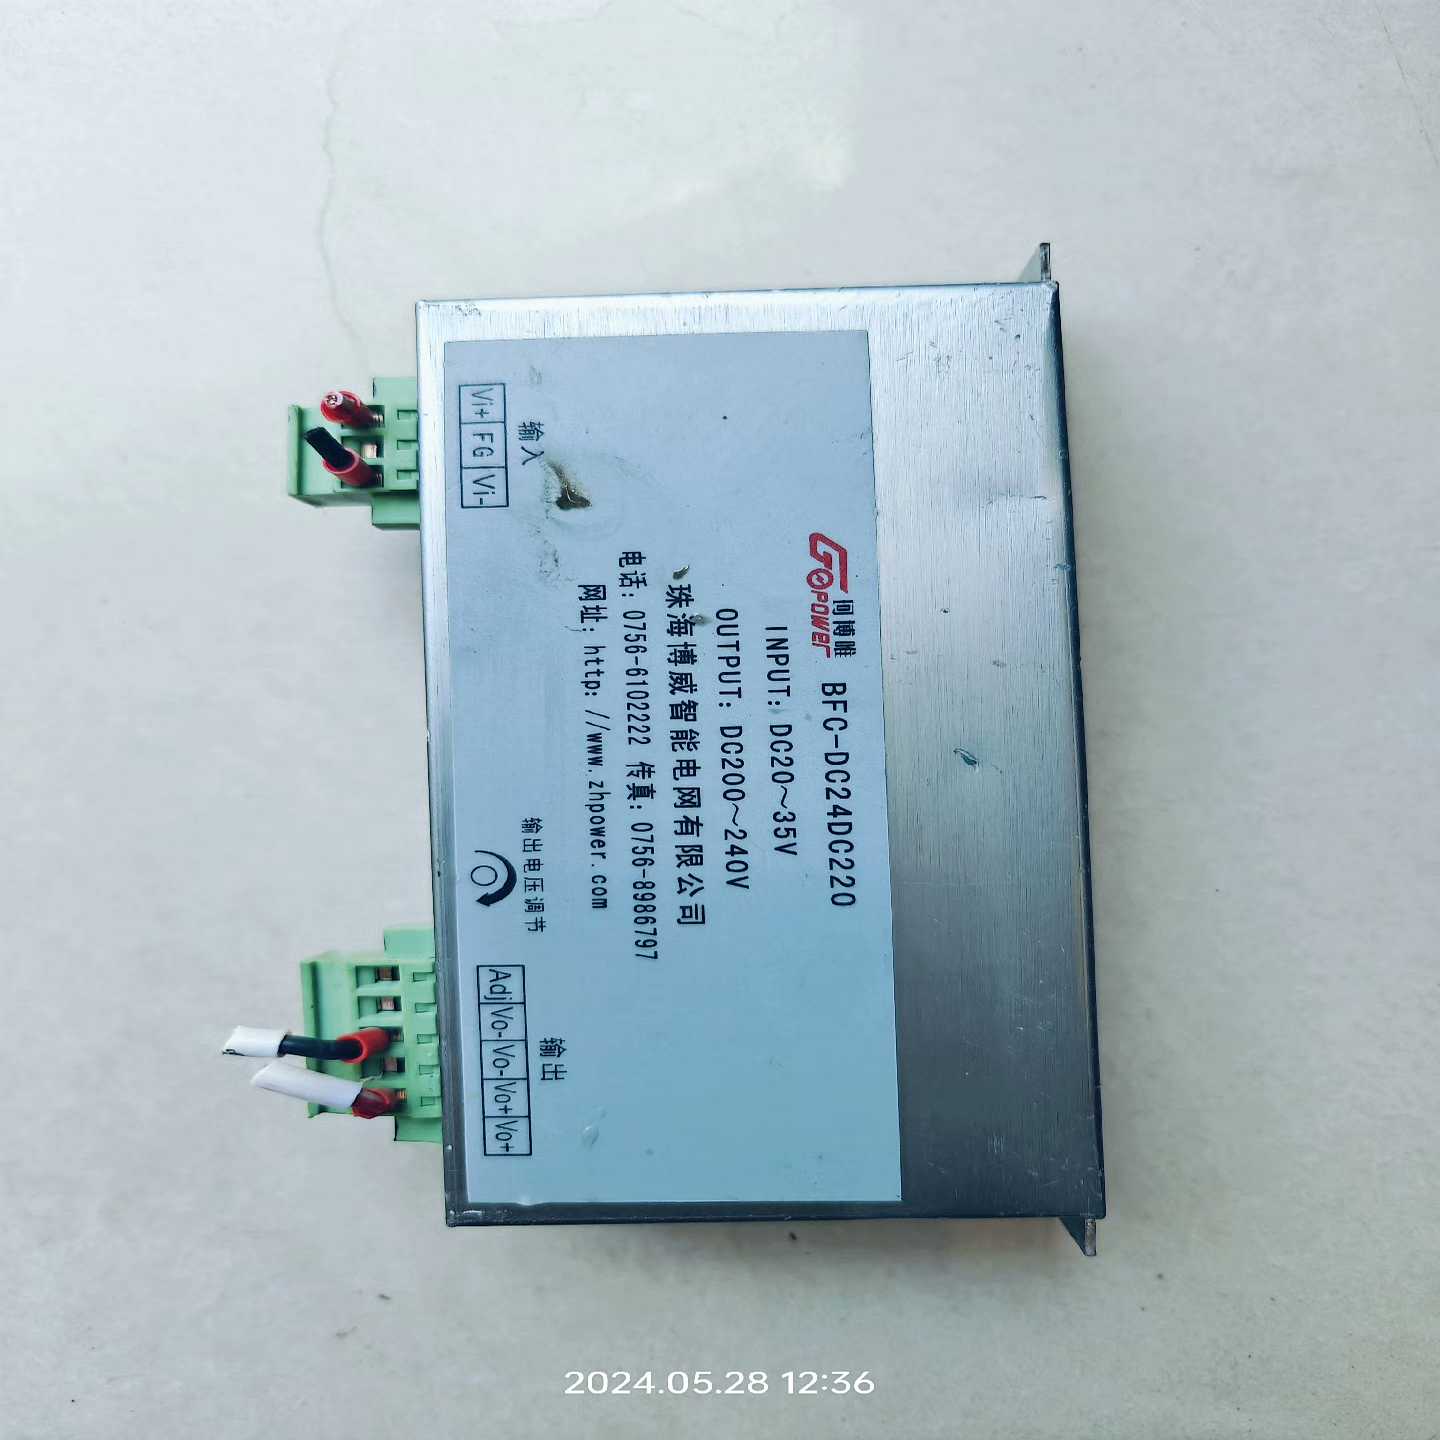 GOPOWER 珂博唯 BFC-DC24DC220
INPUT: DC20～35V
OUTPUT: DC200～240V
珠海博威智能电网有限公司
电话: 0756-6102222 传真: 0756-8986797
网址: http://www.zhpower.com
输入
Vi+ FG Vi-
输出电压调节
输出
Adj Vo- Vo- Vo+ Vo+
2024.05.28 12:36